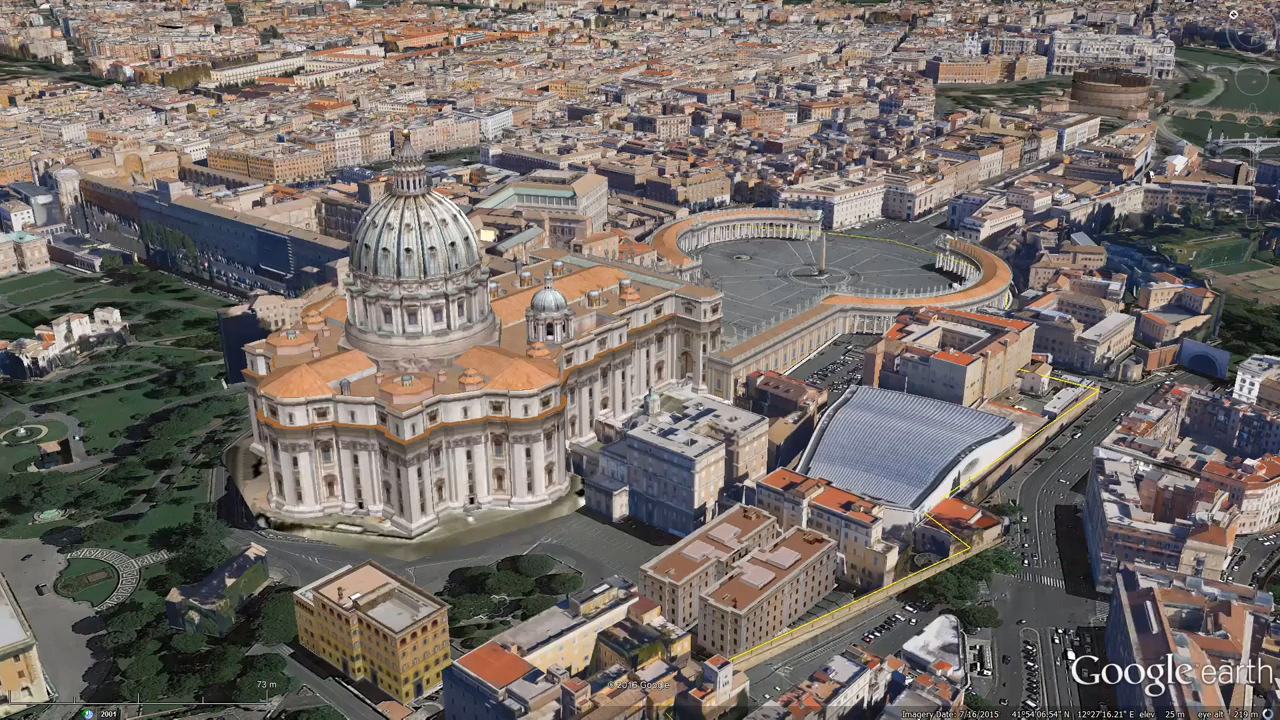 73 m
© 2016 Google
Google earth
2001
Imagery Date: 7/16/2015 41°54'06.54" N 12°27'16.21" E elev 25 m eye alt 219 m